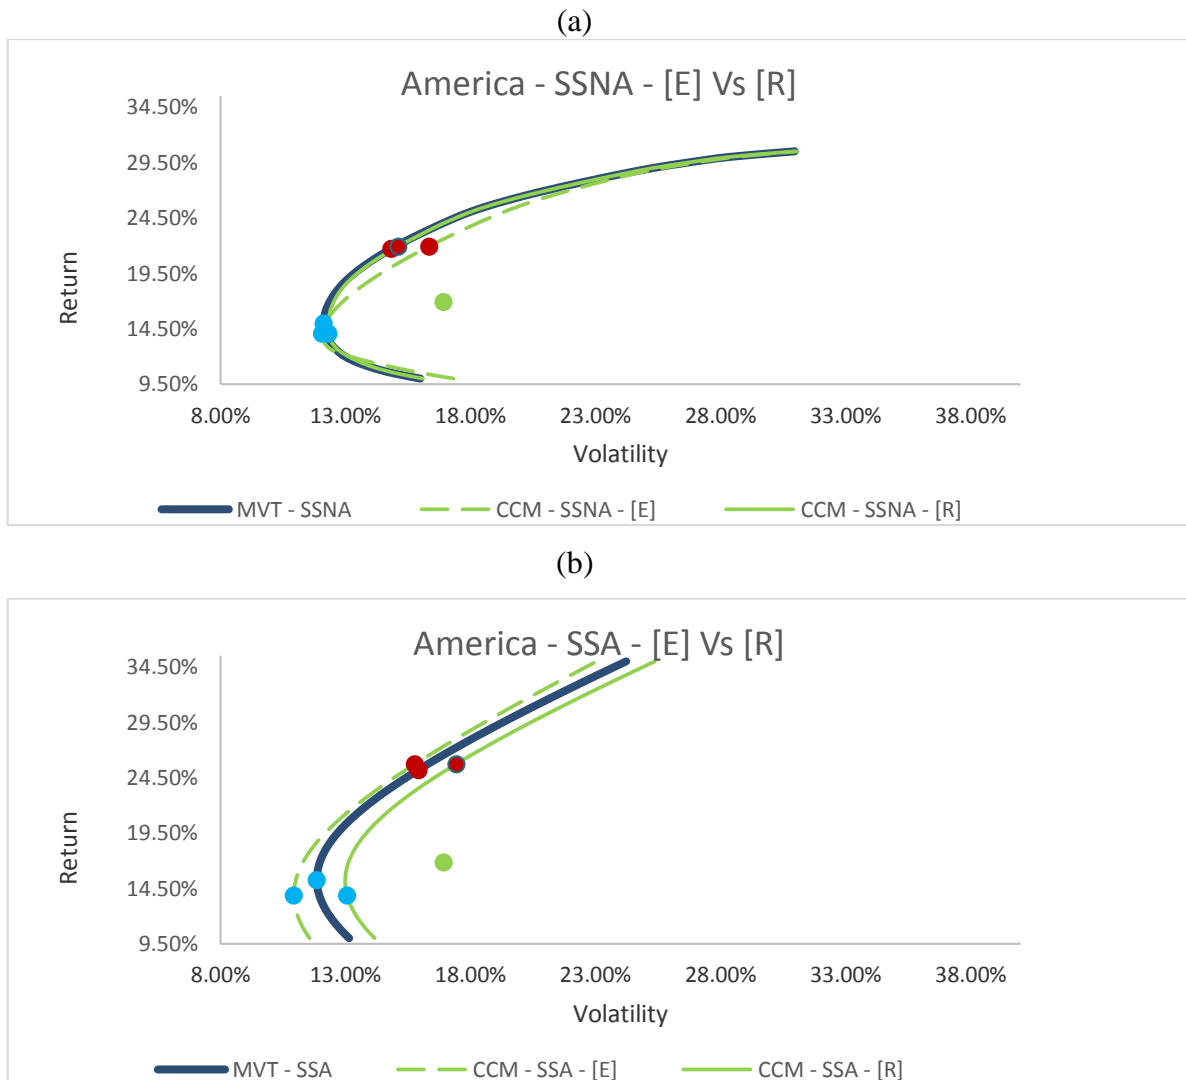 (a)
America - SSNA - [E] Vs [R]
34.50%
29.50%
24.50%
19.50%
14.50%
9.50%
Return
8.00% 13.00% 18.00% 23.00% 28.00% 33.00% 38.00%
Volatility
MVT - SSNA CCM - SSNA - [E] CCM - SSNA - [R]
(b)
America - SSA - [E] Vs [R]
34.50%
29.50%
24.50%
19.50%
14.50%
9.50%
Return
8.00% 13.00% 18.00% 23.00% 28.00% 33.00% 38.00%
Volatility
MVT - SSA CCM - SSA - [E] CCM - SSA - [R]